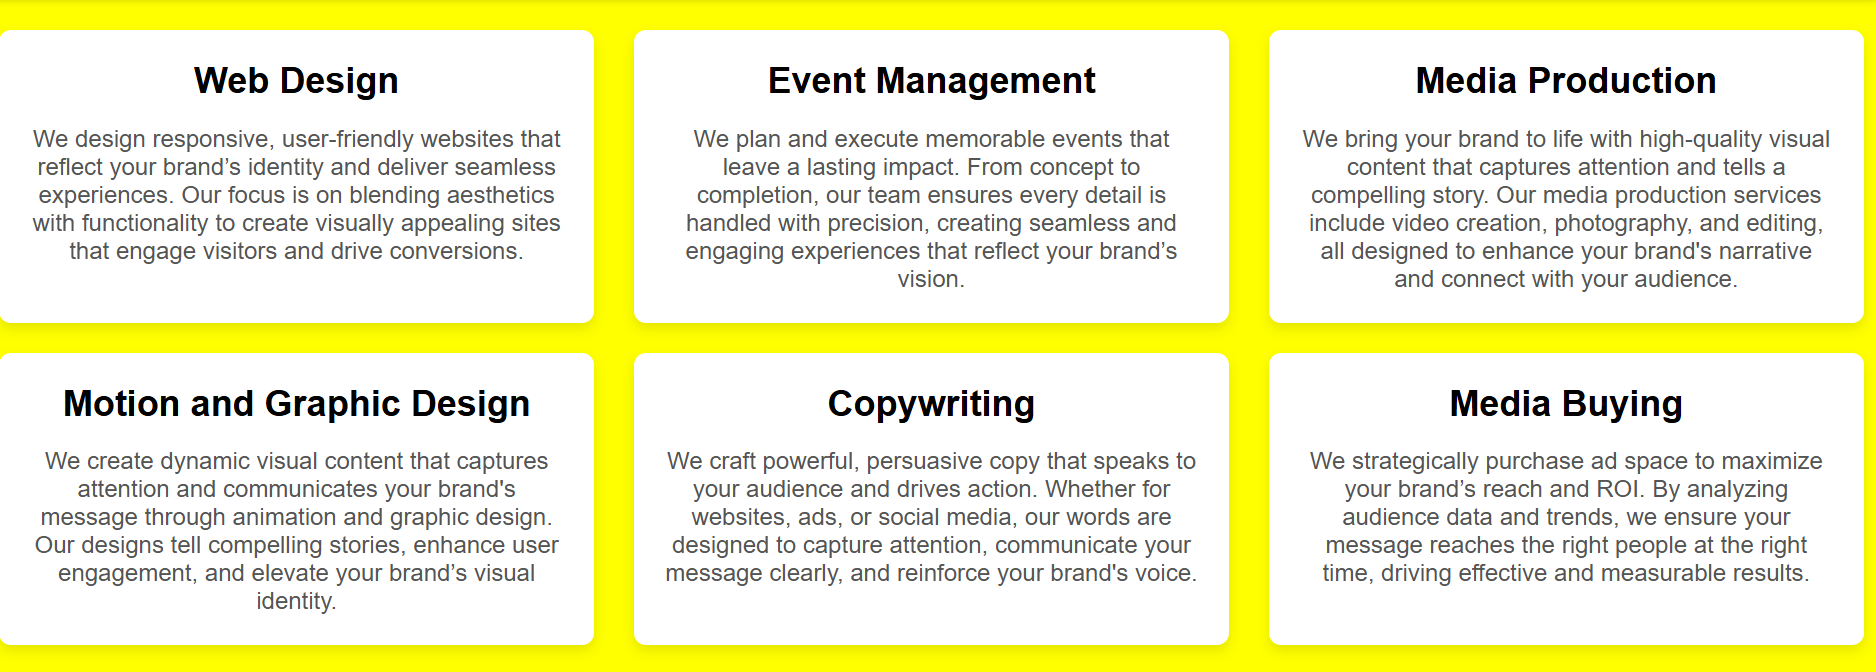 Web Design
We design responsive, user-friendly websites that
reflect your brand’s identity and deliver seamless
experiences. Our focus is on blending aesthetics
with functionality to create visually appealing sites
that engage visitors and drive conversions.
Event Management
We plan and execute memorable events that
leave a lasting impact. From concept to
completion, our team ensures every detail is
handled with precision, creating seamless and
engaging experiences that reflect your brand’s
vision.
Media Production
We bring your brand to life with high-quality visual
content that captures attention and tells a
compelling story. Our media production services
include video creation, photography, and editing,
all designed to enhance your brand's narrative
and connect with your audience.
Motion and Graphic Design
We create dynamic visual content that captures
attention and communicates your brand's
message through animation and graphic design.
Our designs tell compelling stories, enhance user
engagement, and elevate your brand’s visual
identity.
Copywriting
We craft powerful, persuasive copy that speaks to
your audience and drives action. Whether for
websites, ads, or social media, our words are
designed to capture attention, communicate your
message clearly, and reinforce your brand's voice.
Media Buying
We strategically purchase ad space to maximize
your brand’s reach and ROI. By analyzing
audience data and trends, we ensure your
message reaches the right people at the right
time, driving effective and measurable results.